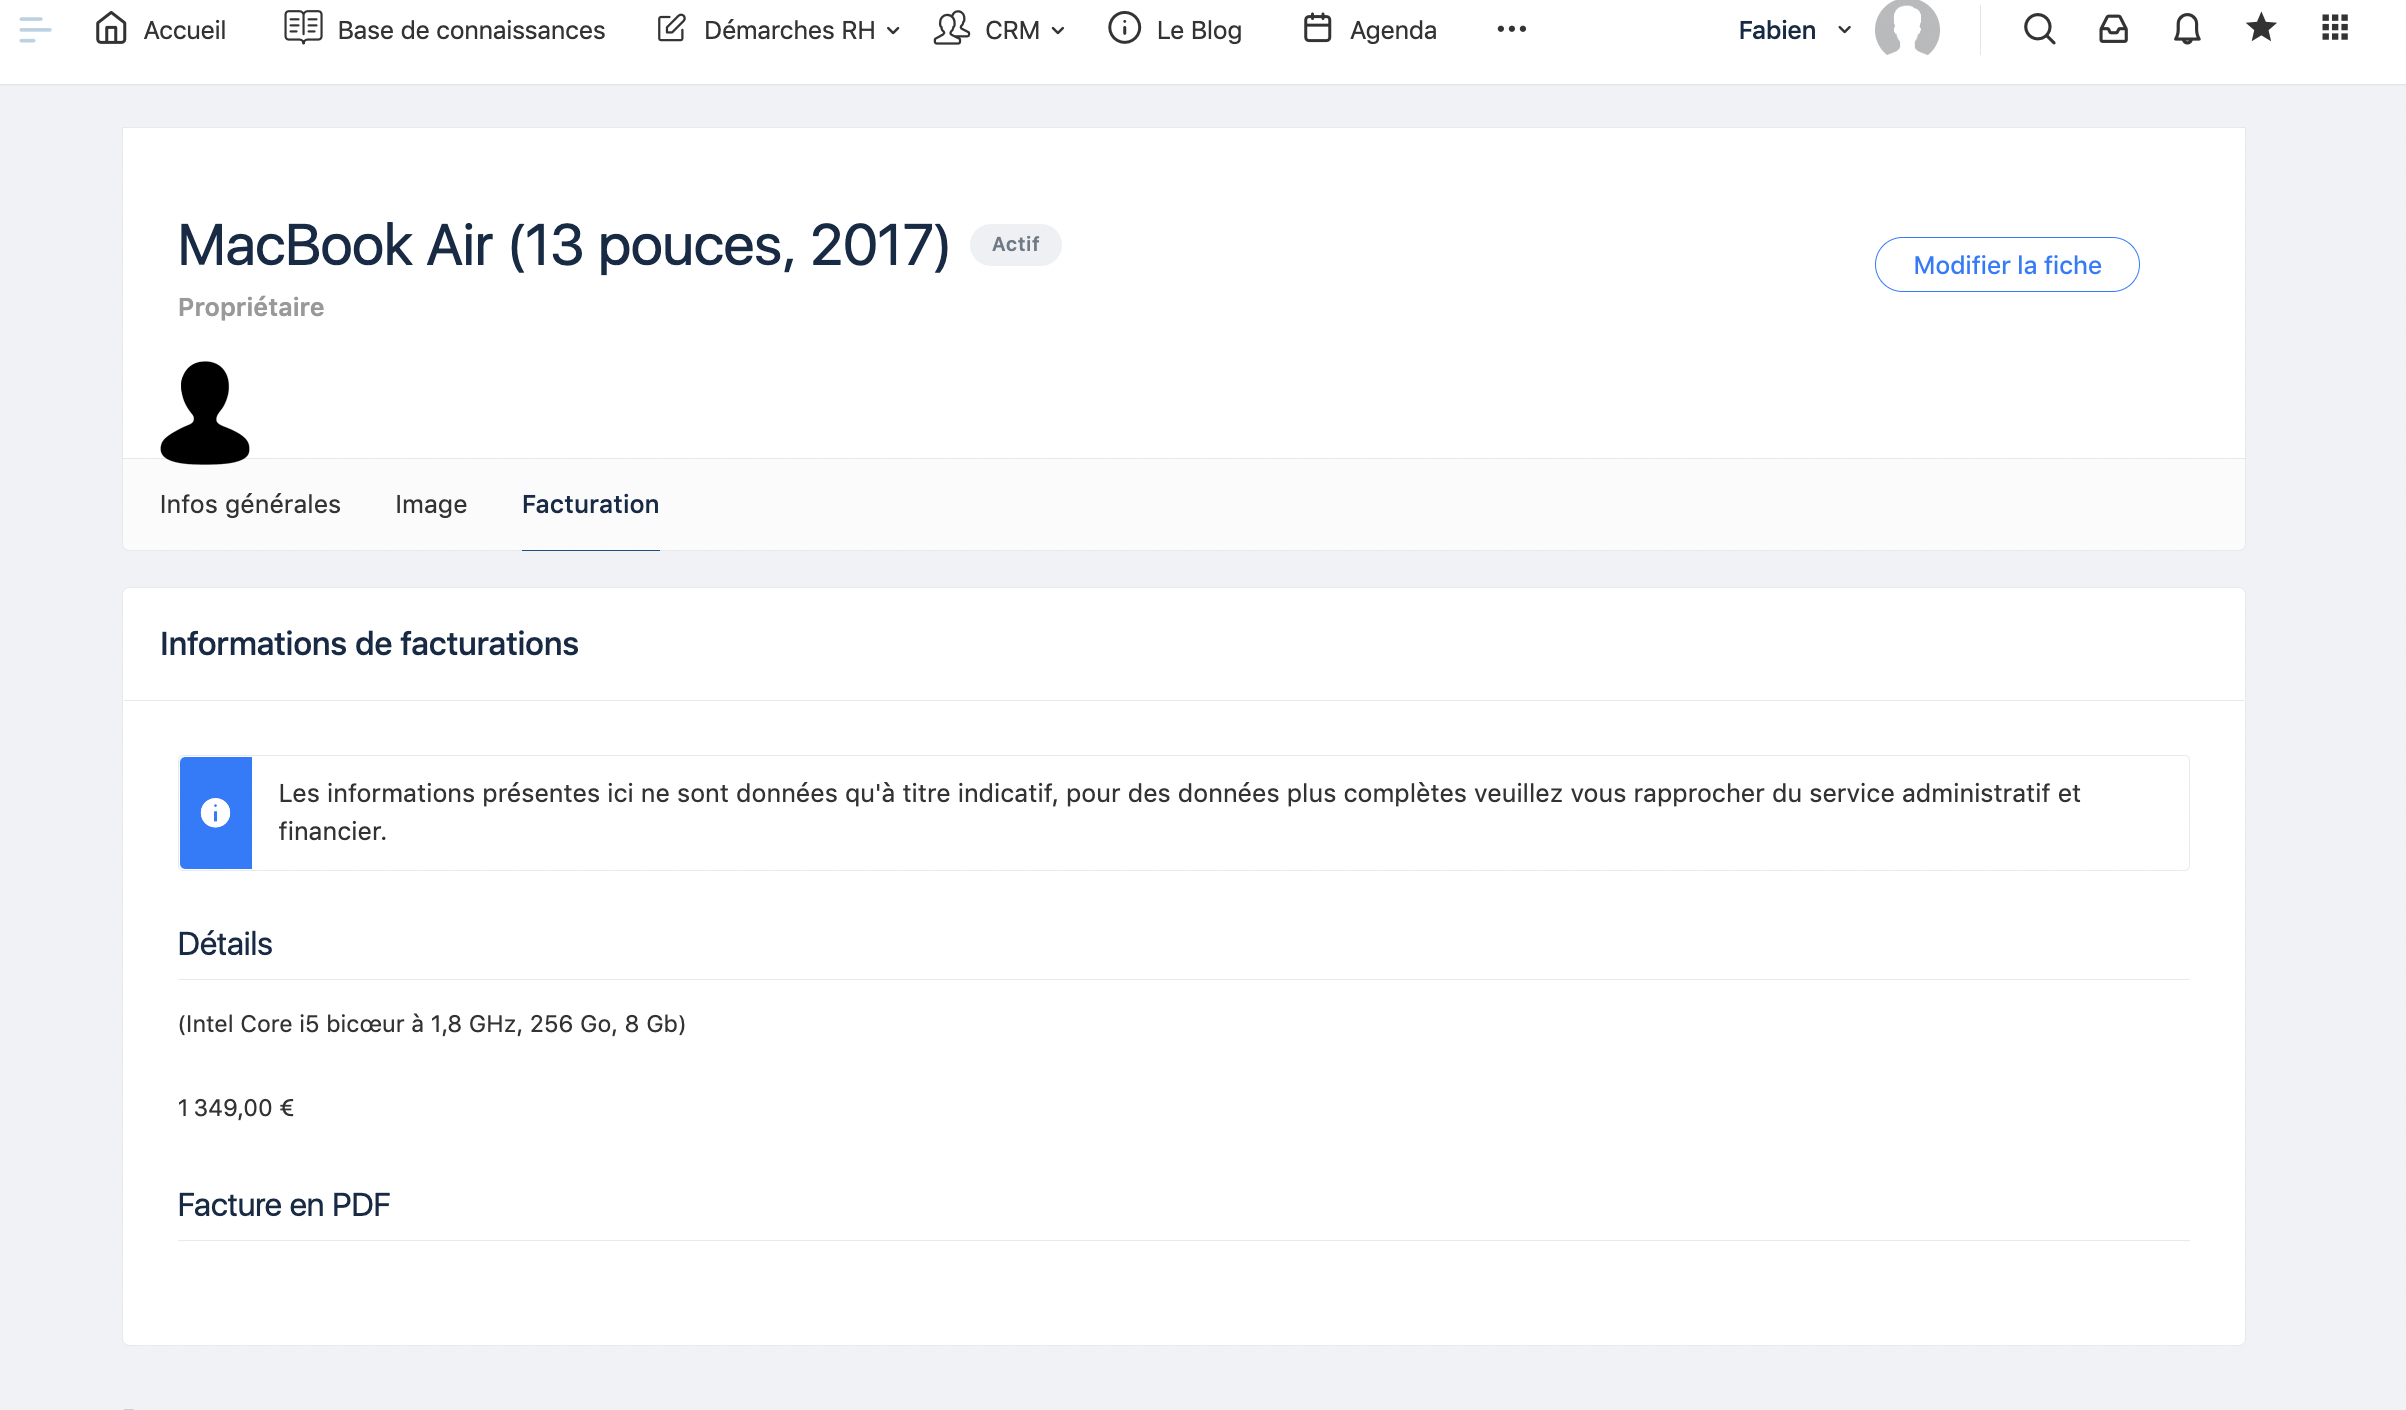 Accueil
Base de connaissances
Démarches RH
CRM
Le Blog
Agenda
Fabien
MacBook Air (13 pouces, 2017)
Actif
Modifier la fiche
Propriétaire
Infos générales
Image
Facturation
Informations de facturations
Les informations présentes ici ne sont données qu'à titre indicatif, pour des données plus complètes veuillez vous rapprocher du service administratif et
financier.
Détails
(Intel Core i5 bicœur à 1,8 GHz, 256 Go, 8 Gb)
1 349,00 €
Facture en PDF